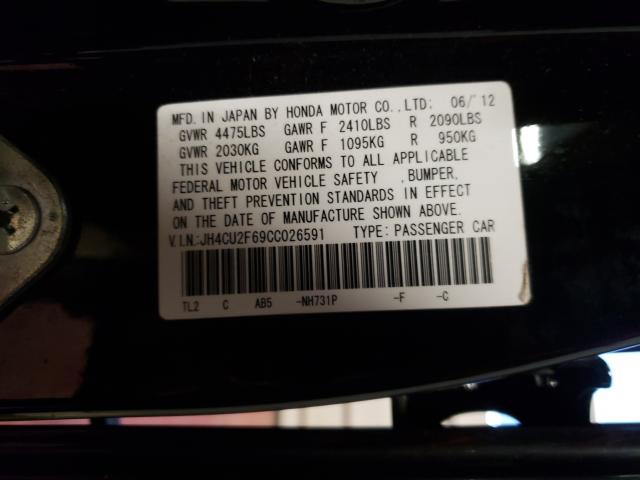 MFD. IN JAPAN BY HONDA MOTOR CO.,LTD: 06/'12
GVWR 4475LBS GAWR F 2410LBS R 2090LBS
GVWR 2030KG GAWR F 1095KG R 950KG
THIS VEHICLE CONFORMS TO ALL APPLICABLE
FEDERAL MOTOR VEHICLE SAFETY ,BUMPER,
AND THEFT PREVENTION STANDARDS IN EFFECT
ON THE DATE OF MANUFACTURE SHOWN ABOVE.
V.I.N.:JH4CU2F69CC026591 TYPE: PASSENGER CAR
TL2 C AB5 -NH731P -F -C